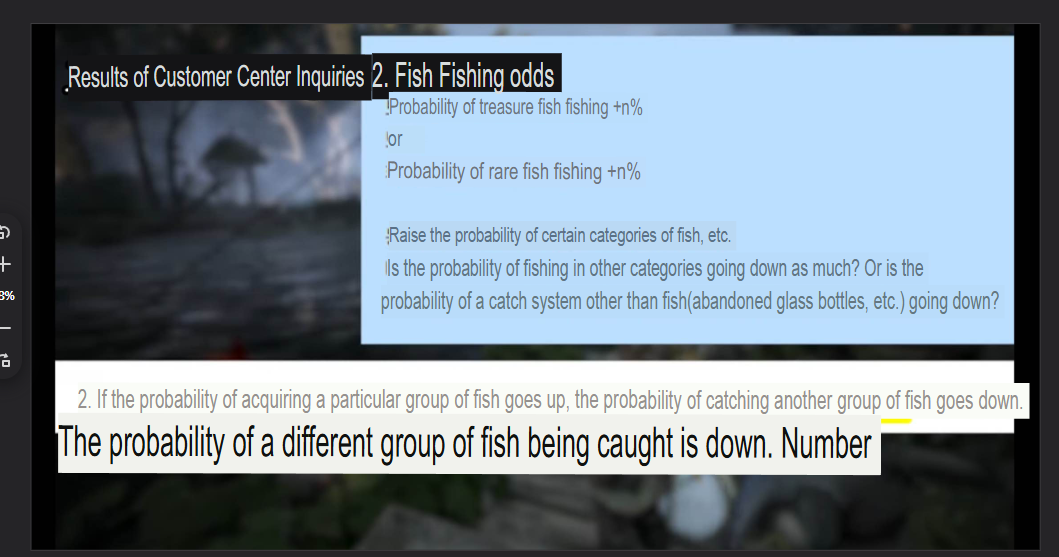 Results of Customer Center Inquiries
2. Fish Fishing odds
Probability of treasure fish fishing +n%
or
Probability of rare fish fishing +n%
Raise the probability of certain categories of fish, etc.
Is the probability of fishing in other categories going down as much? Or is the
probability of a catch system other than fish(abandoned glass bottles, etc.) going down?
2. If the probability of acquiring a particular group of fish goes up, the probability of catching another group of fish goes down.
The probability of a different group of fish being caught is down. Number
8%